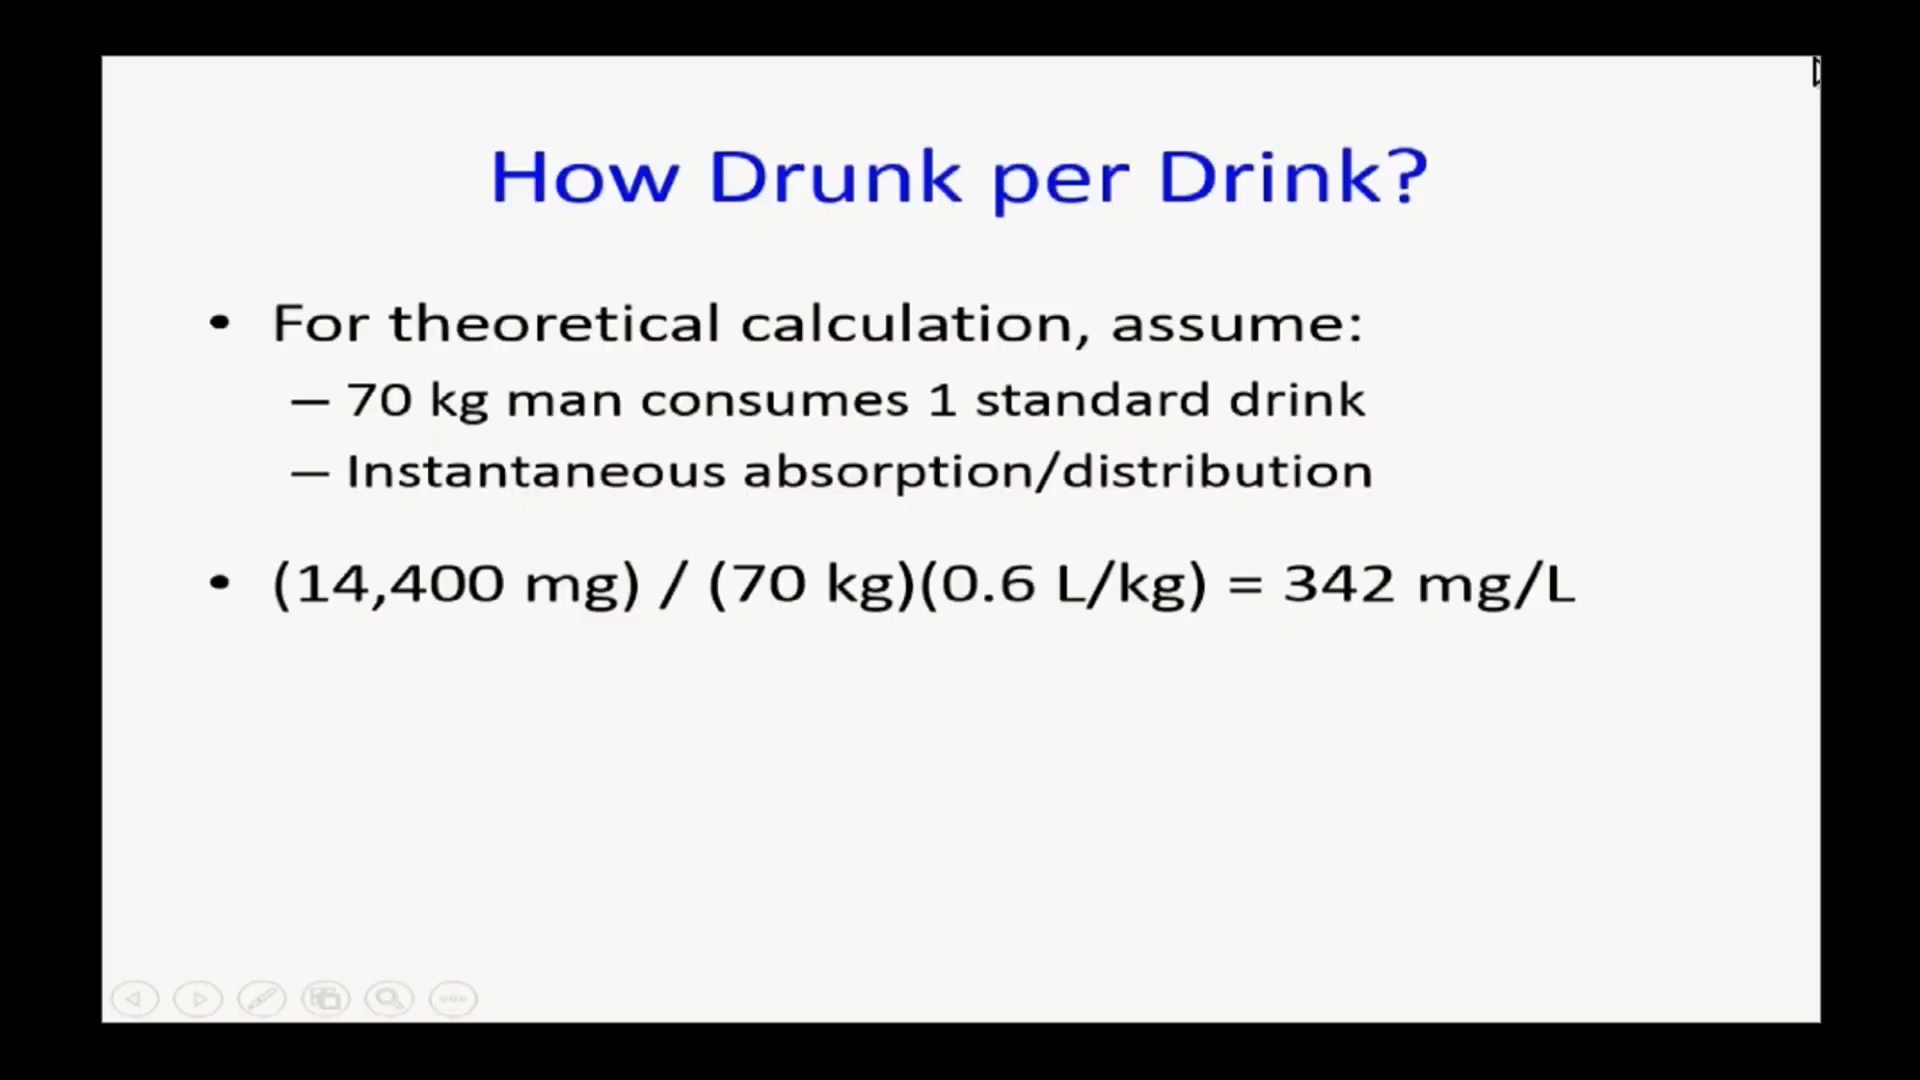 How Drunk per Drink?
• For theoretical calculation, assume:
– 70 kg man consumes 1 standard drink
– Instantaneous absorption/distribution
• (14,400 mg) / (70 kg)(0.6 L/kg) = 342 mg/L